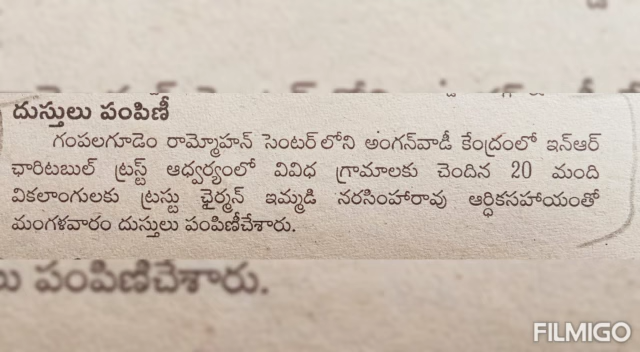 దుస్తులు పంపిణీ
గంపలగూడెం రామ్మోహన్ సెంటర్‌లోని అంగన్‌వాడీ కేంద్రంలో ఇన్‌ఆర్
ఛారిటబుల్ ట్రస్ట్ ఆధ్వర్యంలో వివిధ గ్రామాలకు చెందిన 20 మంది
వికలాంగులకు ట్రస్టు ఛైర్మన్ ఇమ్మడి నరసింహారావు ఆర్ధికసహాయంతో
మంగళవారం దుస్తులు పంపిణీచేశారు.
లు పంపిణిచేశారు.
FILMIGO